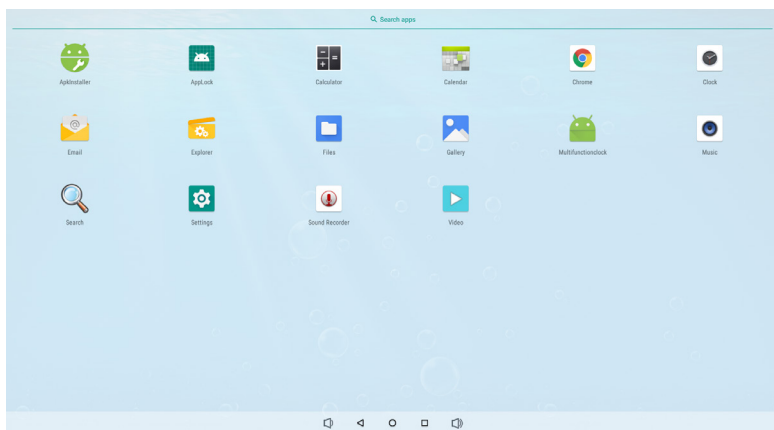 Search apps
ApkInstaller
AppLock
Calculator
Calendar
Chrome
Clock
Email
Explorer
Files
Gallery
Multifunctionclock
Music
Search
Settings
Sound Recorder
Video